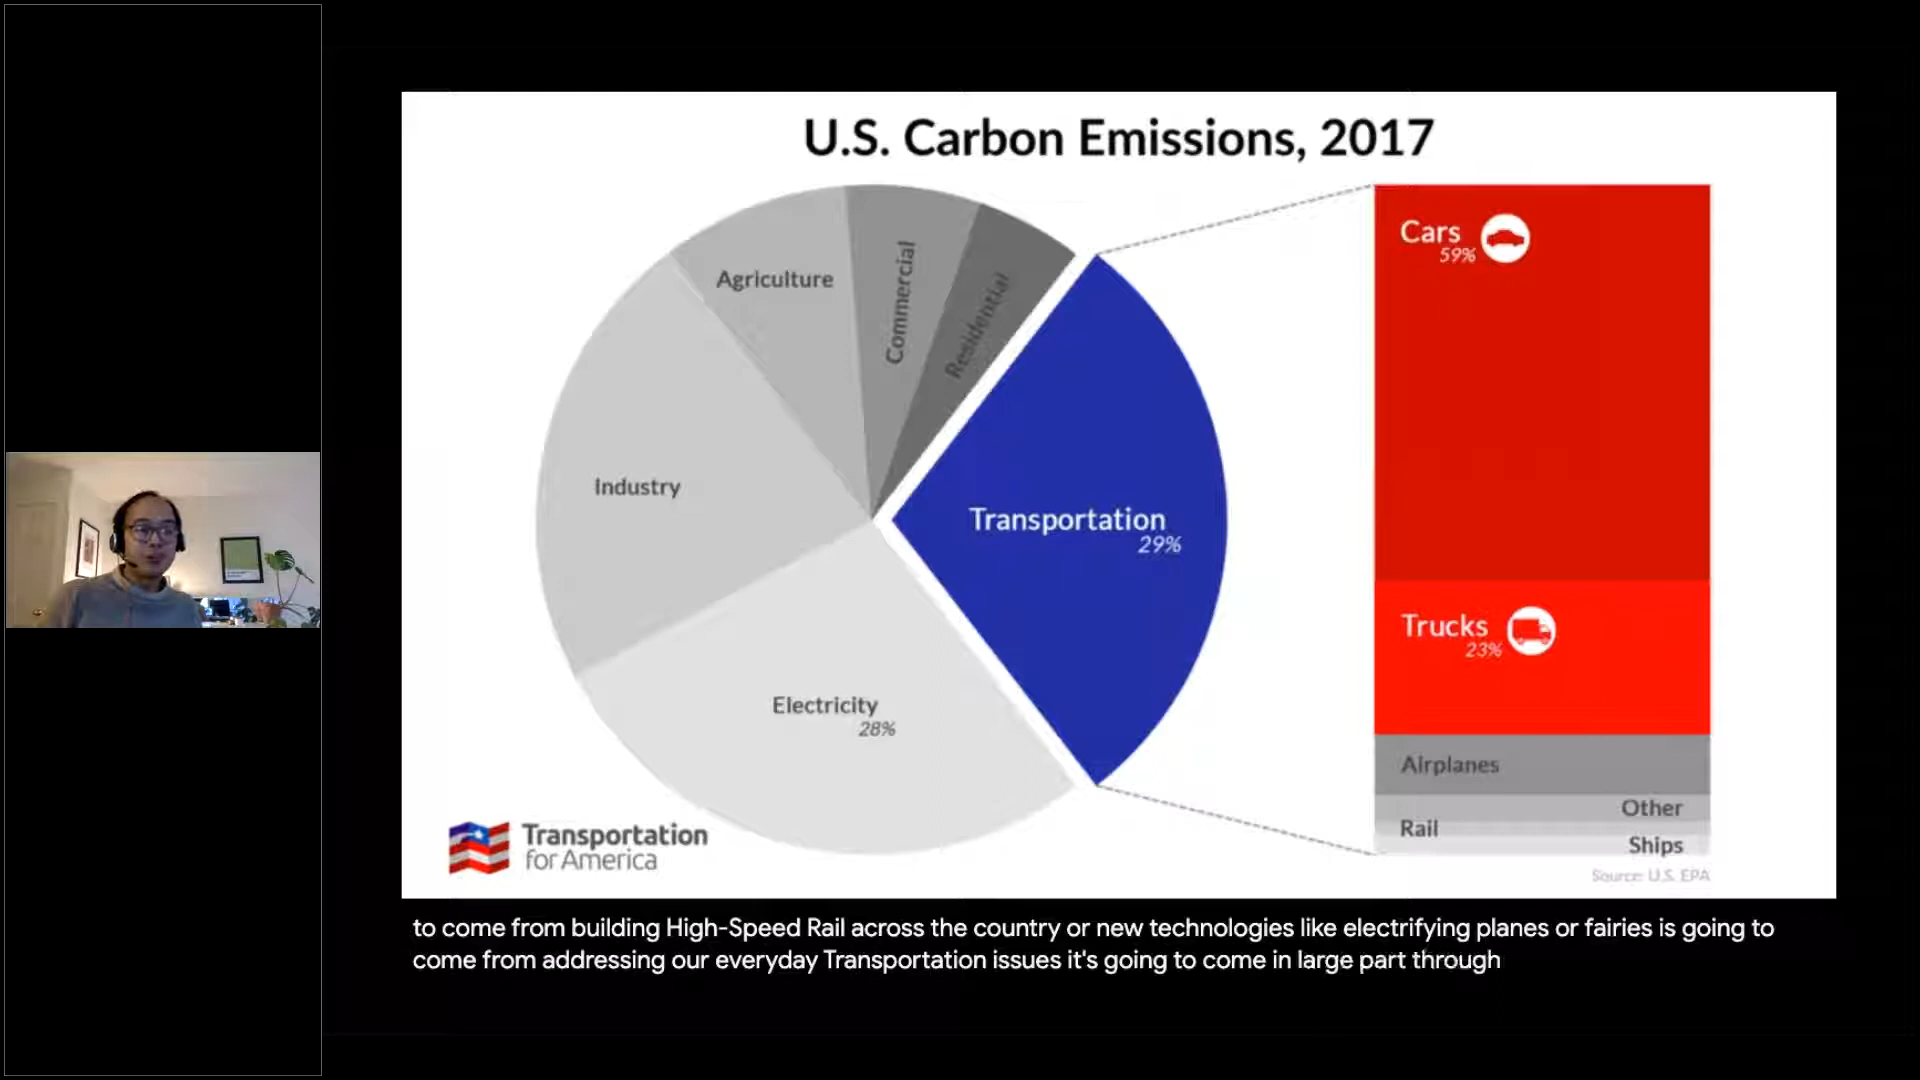 U.S. Carbon Emissions, 2017
Agriculture
Commercial
Residential
Industry
Transportation
29%
Electricity
28%
Cars
59%
Trucks
23%
Airplanes
Other
Rail
Ships
Source: U.S. EPA
Transportation
for America
to come from building High-Speed Rail across the country or new technologies like electrifying planes or fairies is going to
come from addressing our everyday Transportation issues it's going to come in large part through